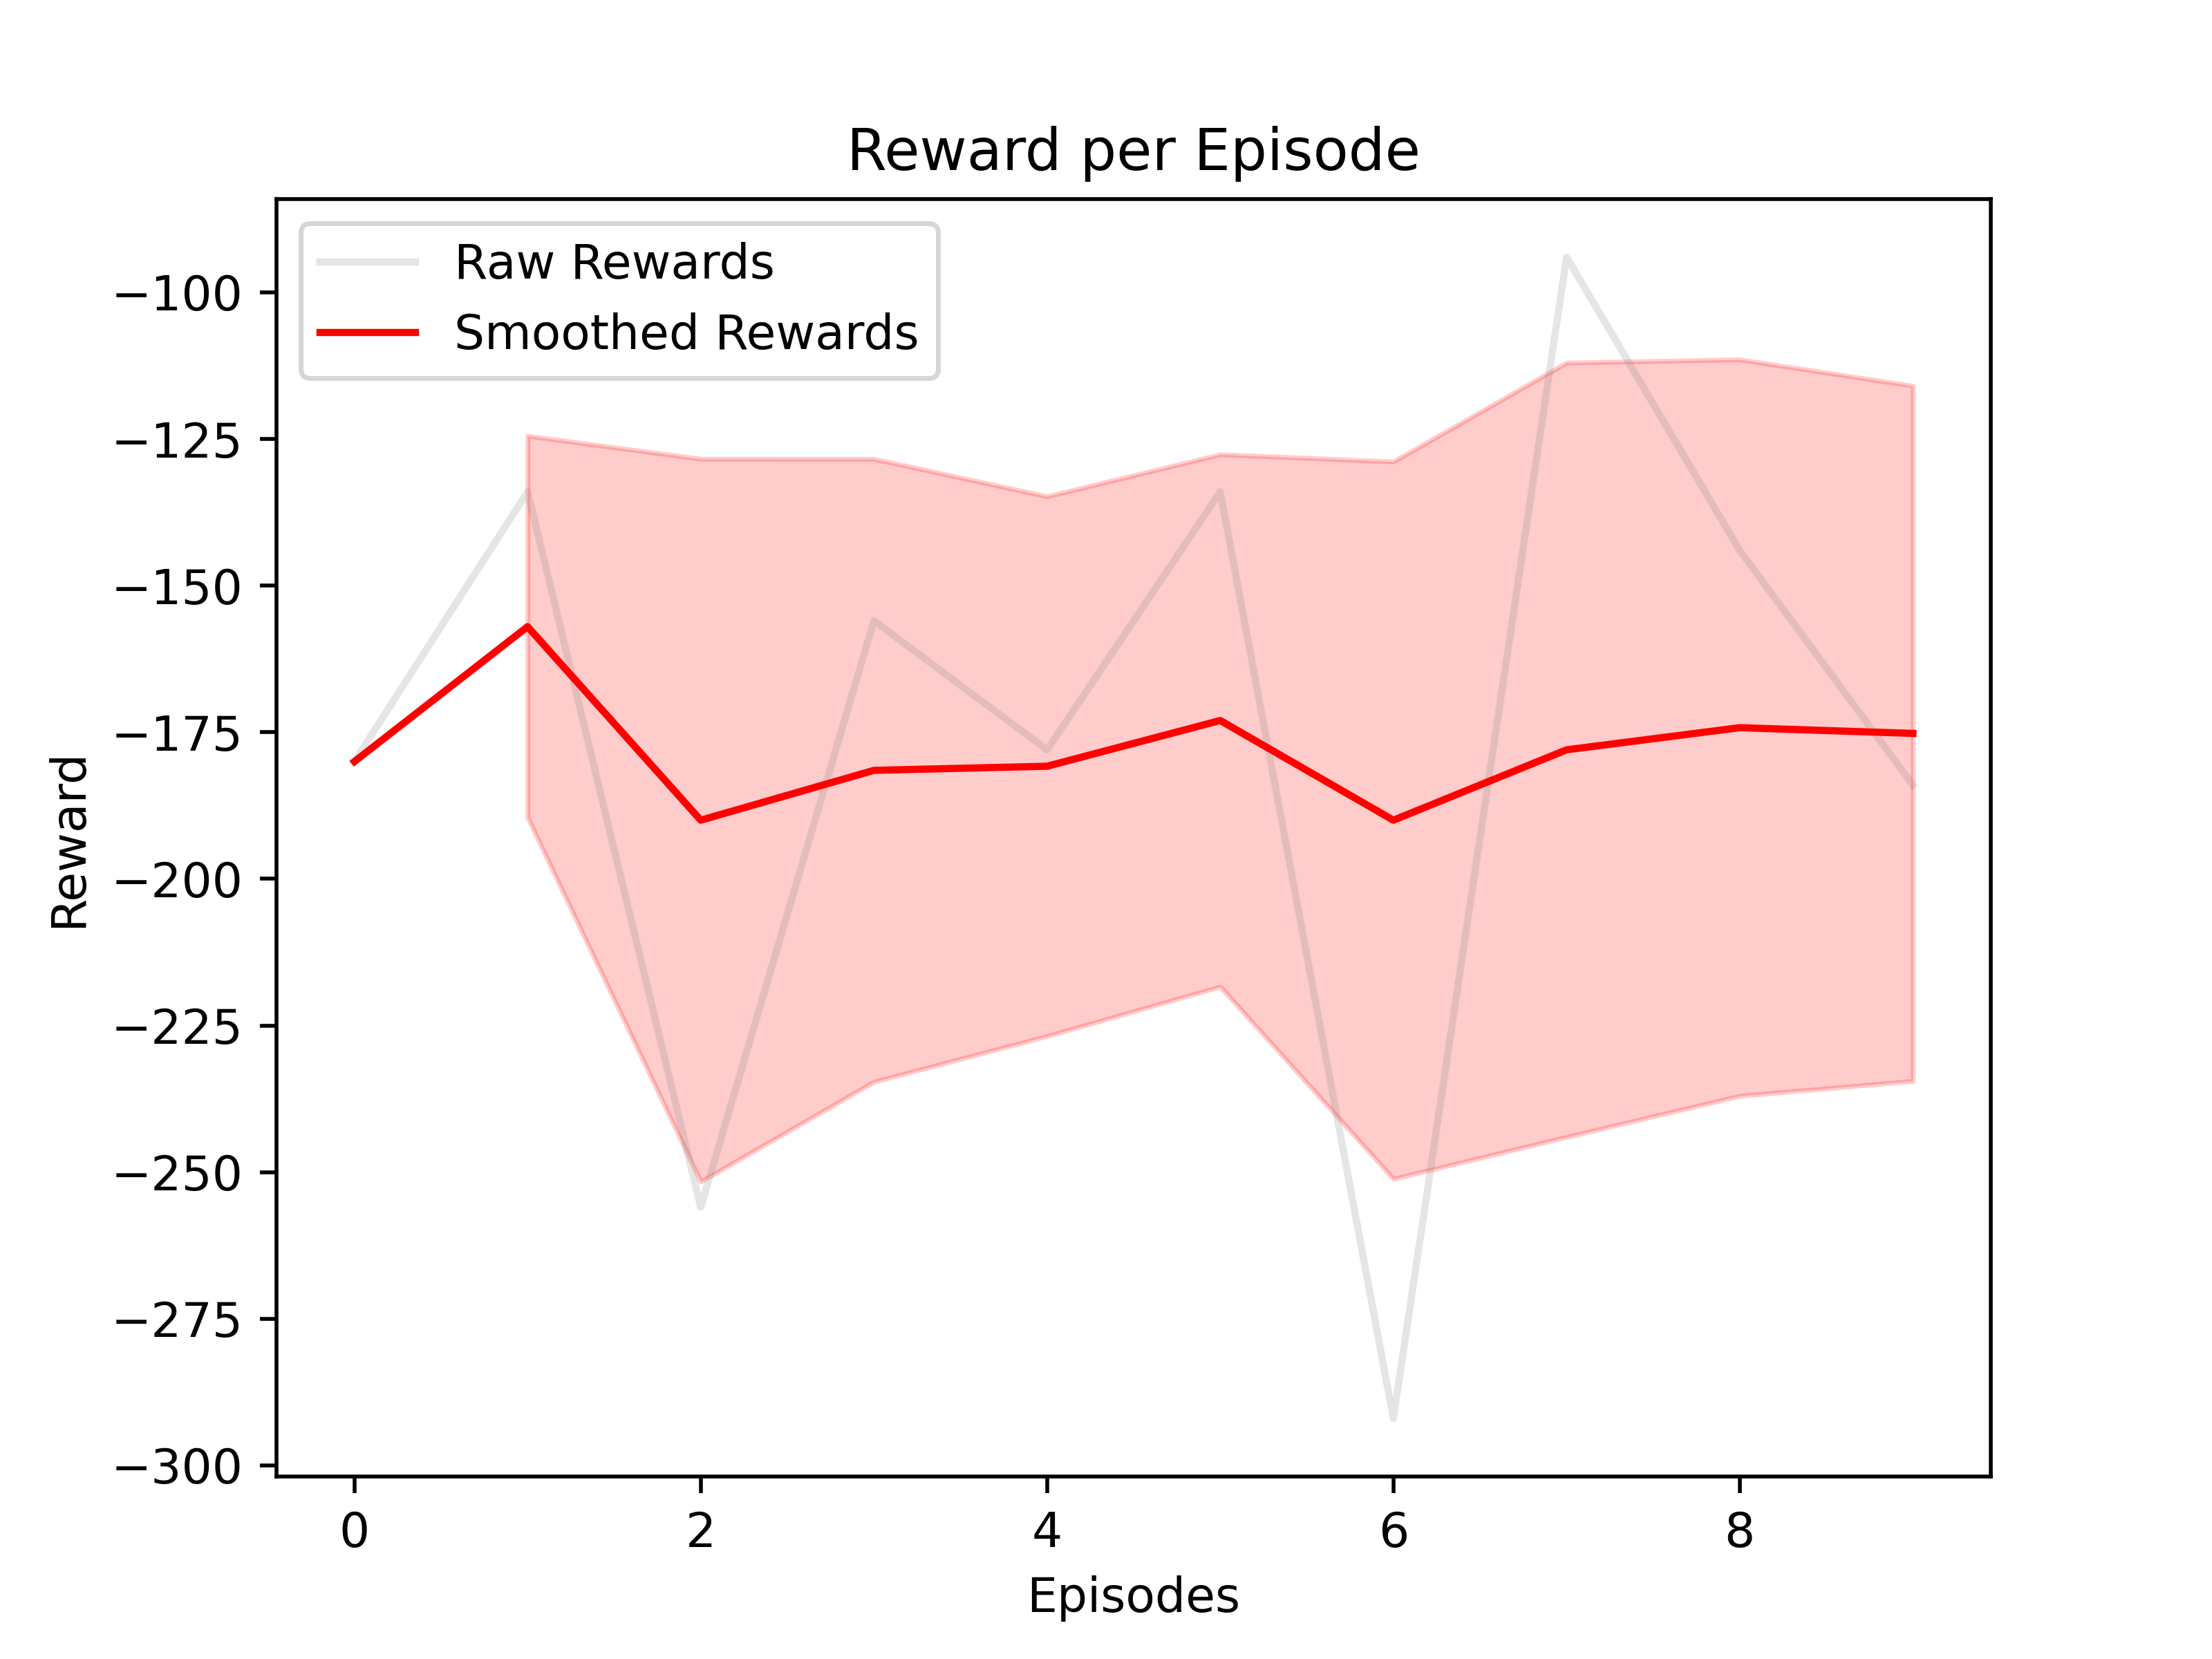 Reward per Episode
Raw Rewards
Smoothed Rewards
−100
−125
−150
−175
−200
−225
−250
−275
−300
Reward
0 2 4 6 8
Episodes